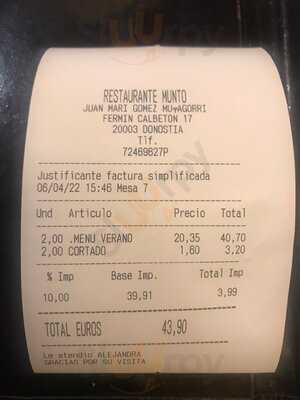 RESTAURANTE MUNTO
JUAN MARI GOMEZ MU┬AGORRI
FERMIN CALBETON 17
20003 DONOSTIA
Tlf.
72469827P
Justificante factura simplificada
06/04/22 15:46 Mesa 7
Und Articulo Precio Total
2,00 .MENU VERANO 20,35 40,70
2,00 CORTADO 1,60 3,20
% Imp Base Imp. Total Imp
10,00 39,91 3,99
TOTAL EUROS 43,90
Le atendio ALEJANDRA
GRACIAS POR SU VISITA